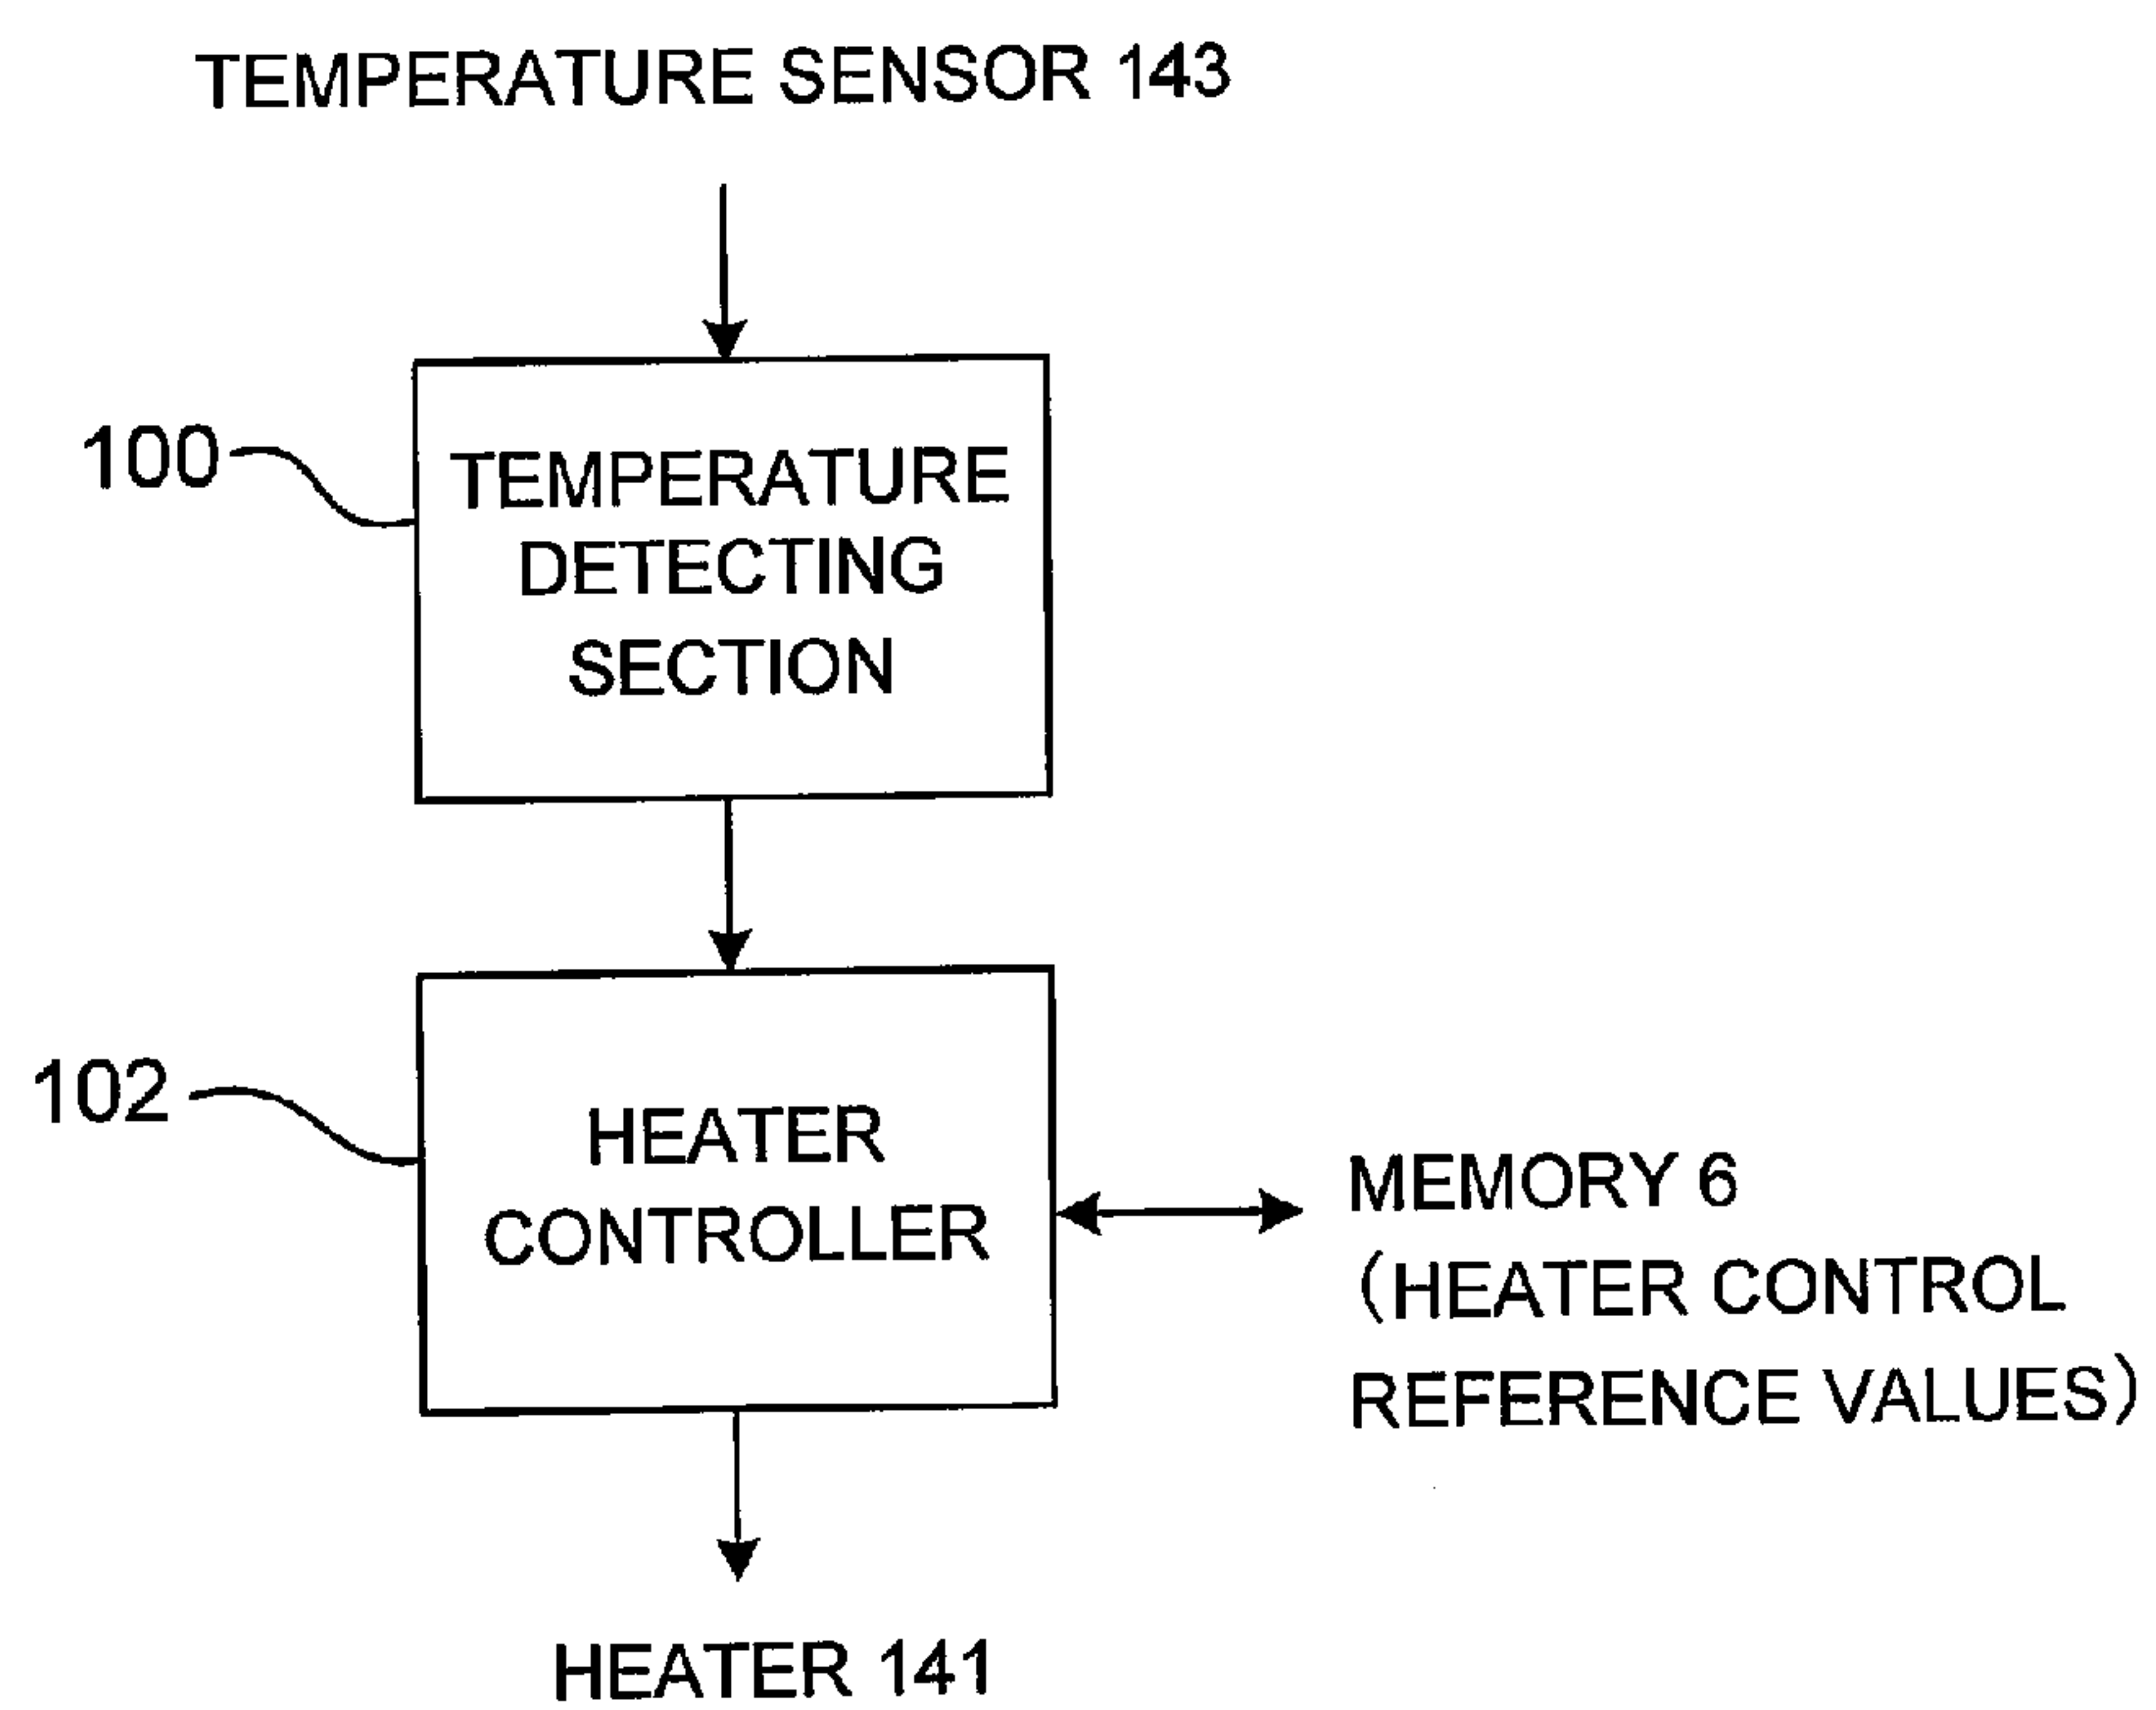 TEMPERATURE SENSOR 143
100
TEMPERATURE
DETECTING
SECTION
102
HEATER
CONTROLLER
MEMORY 6
(HEATER CONTROL
REFERENCE VALUES)
HEATER 141